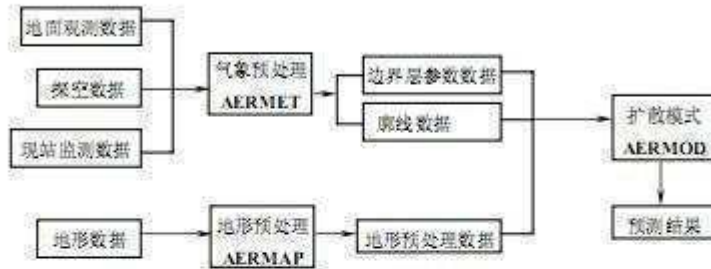 地面观测数据
探空数据
现站监测数据
气象预处理
AERMET
边界层参数数据
廓线数据
扩散模式
AERMOD
预测结果
地形数据
地形预处理
AERMAP
地形预处理数据